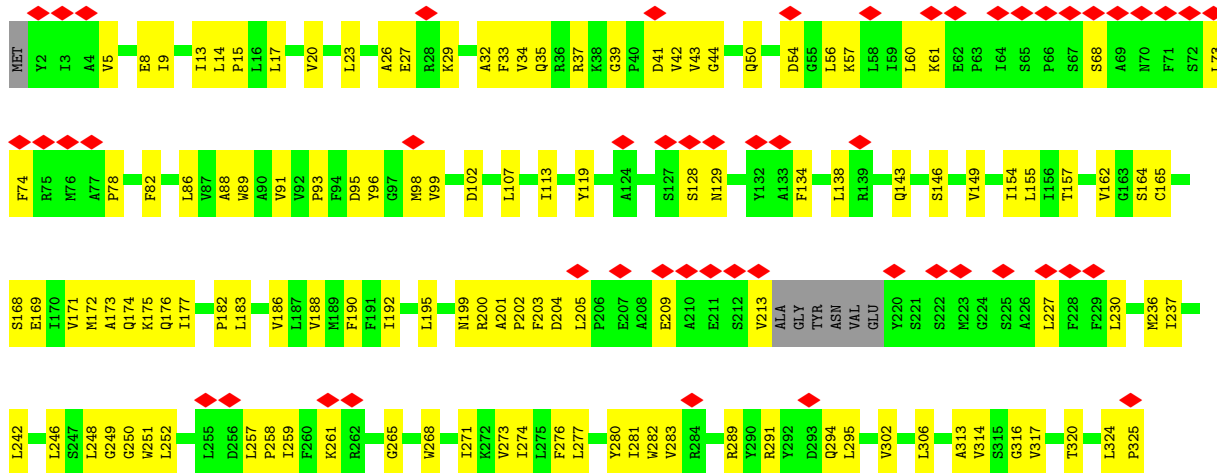 MET Y2 I3 A4 V5 E8 I9 I13 L14 P15 L16 L17 V20 L23 A26 E27 R28 K29 A32 F33 V34 Q35 R36 R37 K38 G39 P40 D41 V42 V43 G44 Q50 D54 G55 L56 K57 L58 I59 L60 K61 E62 P63 I64 S65 P66 S67 S68 A69 N70 F71 S72 L73
F74 R75 M76 A77 P78 F82 L86 V87 A88 W89 A90 V91 V92 P93 F94 D95 Y96 G97 M98 V99 D102 L107 I113 Y119 A124 S127 S128 N129 Y132 A133 F134 L138 R139 Q143 S146 V149 I154 L155 I156 T157 V162 G163 S164 C165
S168 E169 I170 V171 M172 A173 Q174 K175 Q176 I177 P182 L183 V186 L187 V188 M189 F190 F191 I192 L195 N199 R200 A201 P202 F203 D204 L205 P206 E207 A208 E209 A210 E211 S212 V213 ALA GLY TYR ASN VAL GLU Y220 S221 S222 M223 G224 S225 A226 L227 F228 F229 L230 M236 I237
L242 L246 S247 L248 G249 G250 W251 L252 L255 D256 L257 P258 I259 F260 K261 R262 G265 W268 I271 K272 V273 I274 L275 F276 L277 Y280 I281 W282 V283 R284 R289 Y290 R291 Y292 D293 Q294 L295 V302 L306 A313 V314 S315 G316 V317 T320 L324 P325